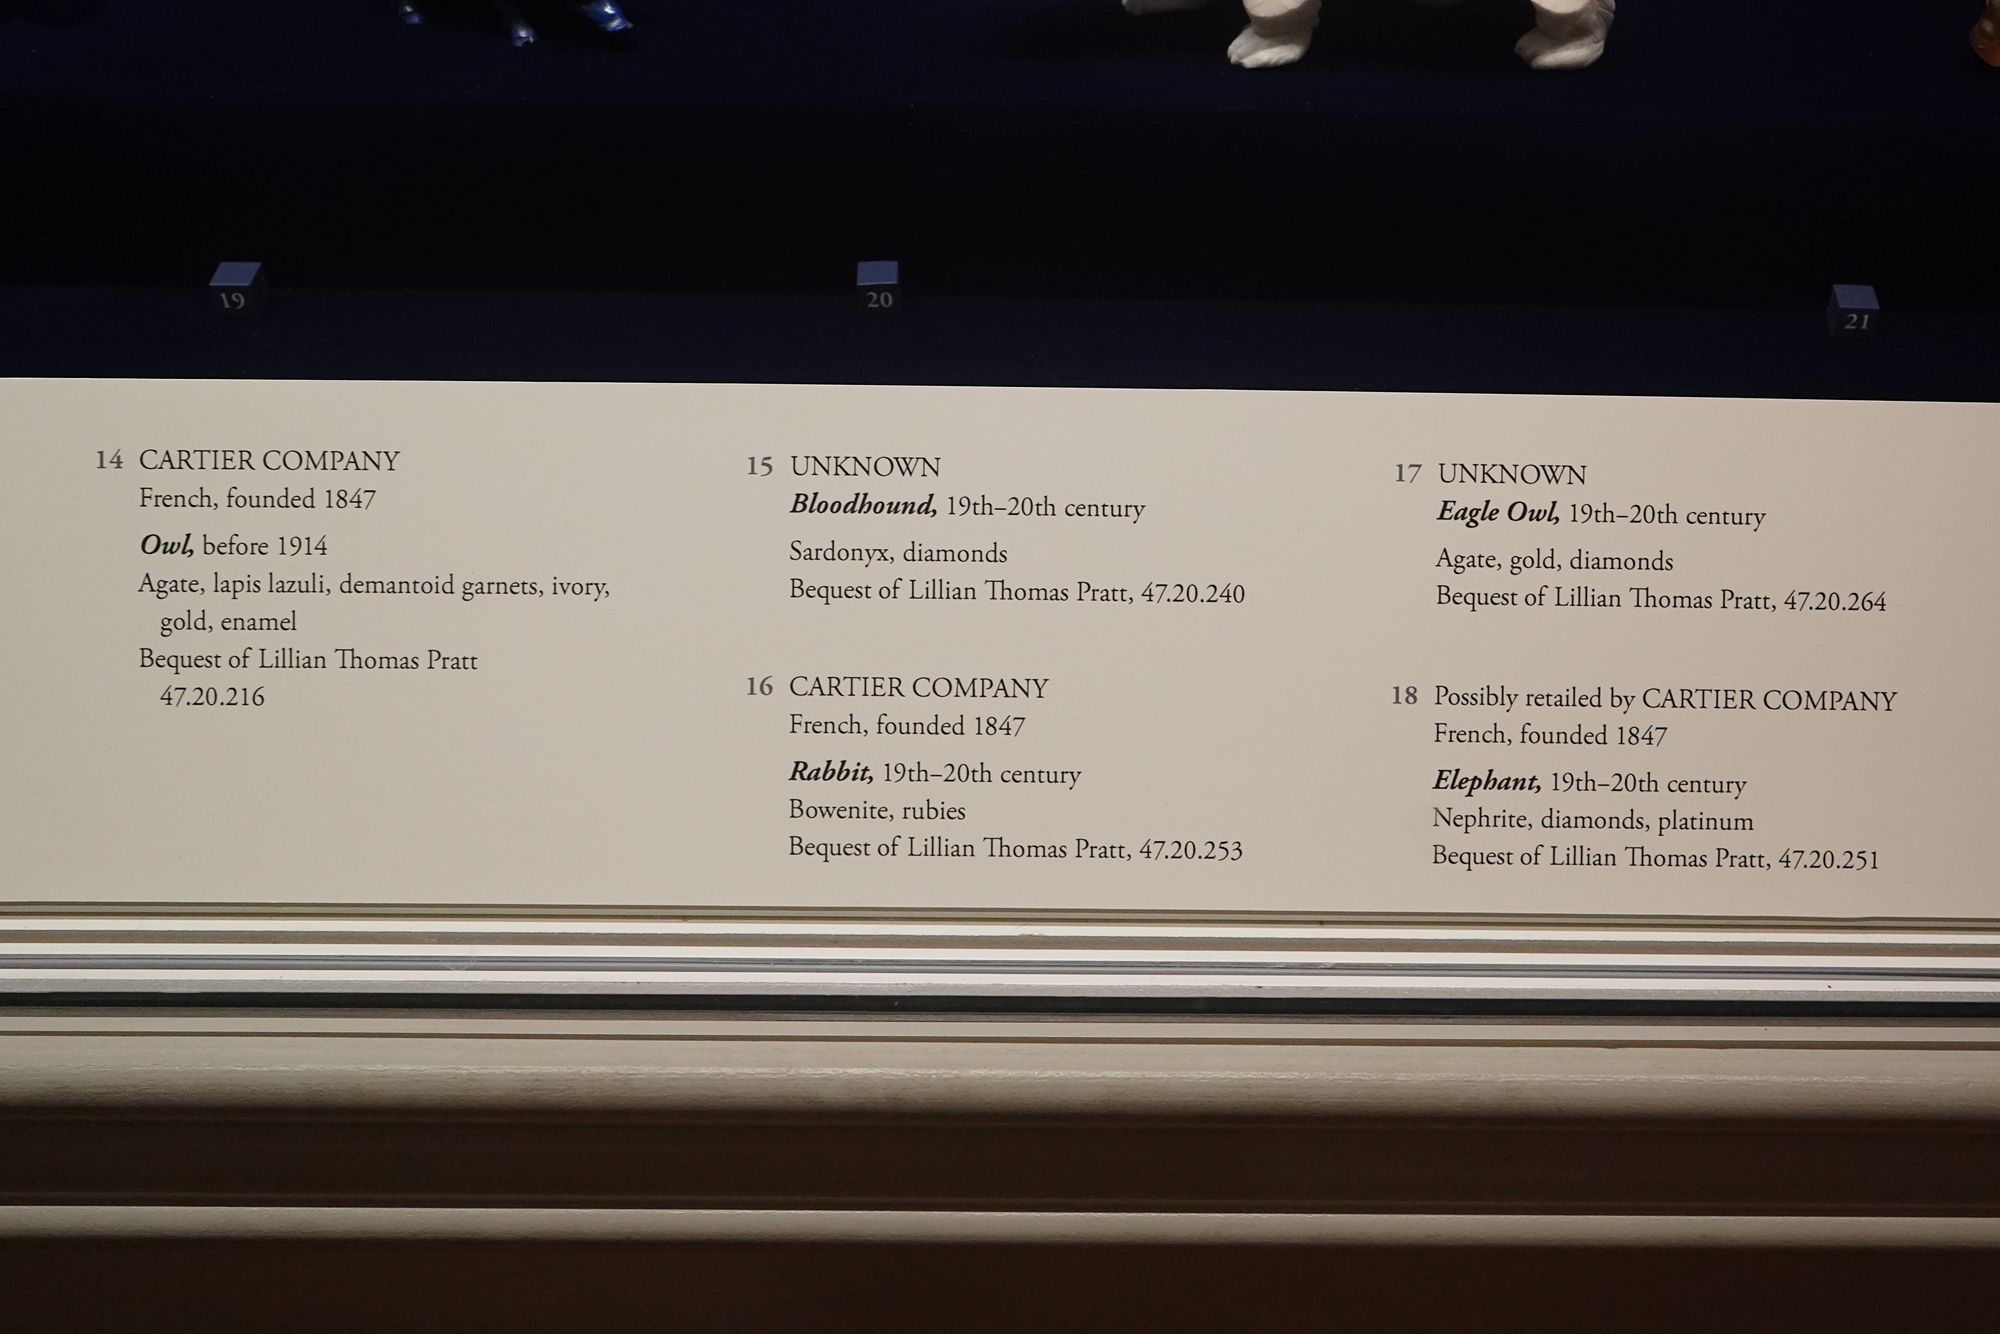 19
20
21
14 CARTIER COMPANY
French, founded 1847
Owl, before 1914
Agate, lapis lazuli, demantoid garnets, ivory,
gold, enamel
Bequest of Lillian Thomas Pratt
47.20.216
15 UNKNOWN
Bloodhound, 19th–20th century
Sardonyx, diamonds
Bequest of Lillian Thomas Pratt, 47.20.240
16 CARTIER COMPANY
French, founded 1847
Rabbit, 19th–20th century
Bowenite, rubies
Bequest of Lillian Thomas Pratt, 47.20.253
17 UNKNOWN
Eagle Owl, 19th–20th century
Agate, gold, diamonds
Bequest of Lillian Thomas Pratt, 47.20.264
18 Possibly retailed by CARTIER COMPANY
French, founded 1847
Elephant, 19th–20th century
Nephrite, diamonds, platinum
Bequest of Lillian Thomas Pratt, 47.20.251